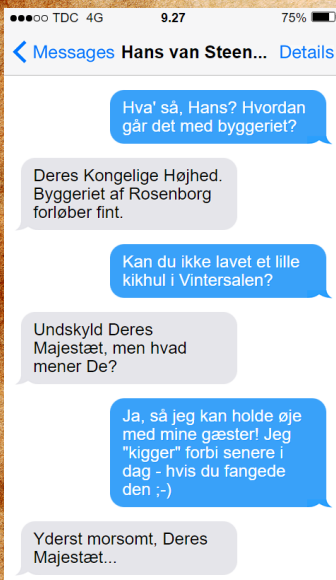 TDC 4G 9.27 75%
Messages Hans van Steen... Details
Hva' så, Hans? Hvordan
går det med byggeriet?
Deres Kongelige Højhed.
Byggeriet af Rosenborg
forløber fint.
Kan du ikke lavet et lille
kikhul i Vintersalen?
Undskyld Deres
Majestæt, men hvad
mener De?
Ja, så jeg kan holde øje
med mine gæster! Jeg
"kigger" forbi senere i
dag - hvis du fangede
den ;-)
Yderst morsomt, Deres
Majestæt...